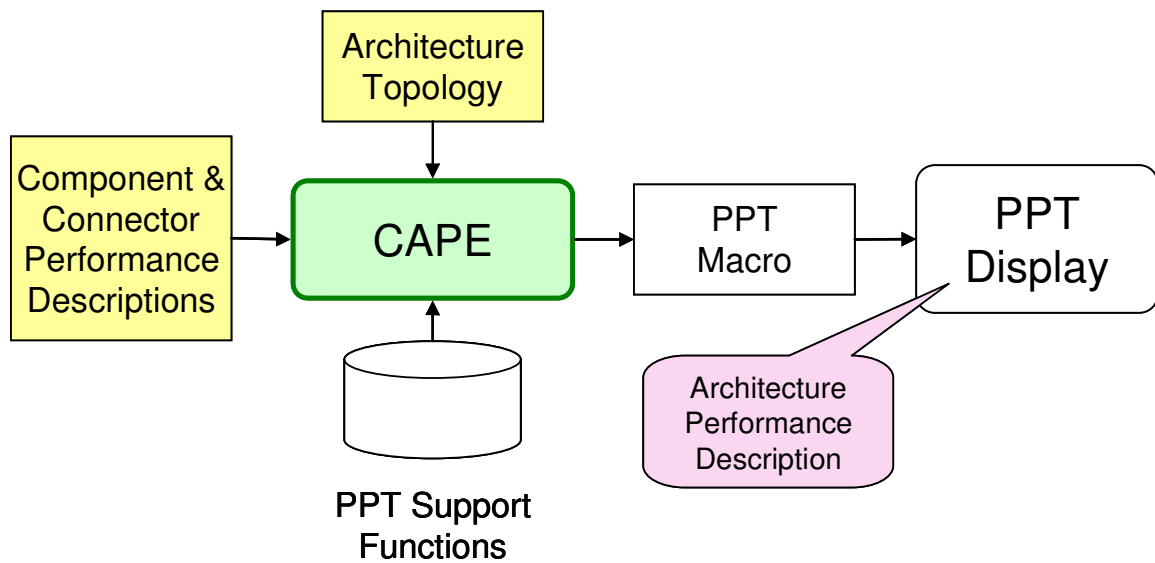 Architecture
Topology
Component &
Connector
Performance
Descriptions
CAPE
PPT
Macro
PPT
Display
Architecture
Performance
Description
PPT Support
Functions